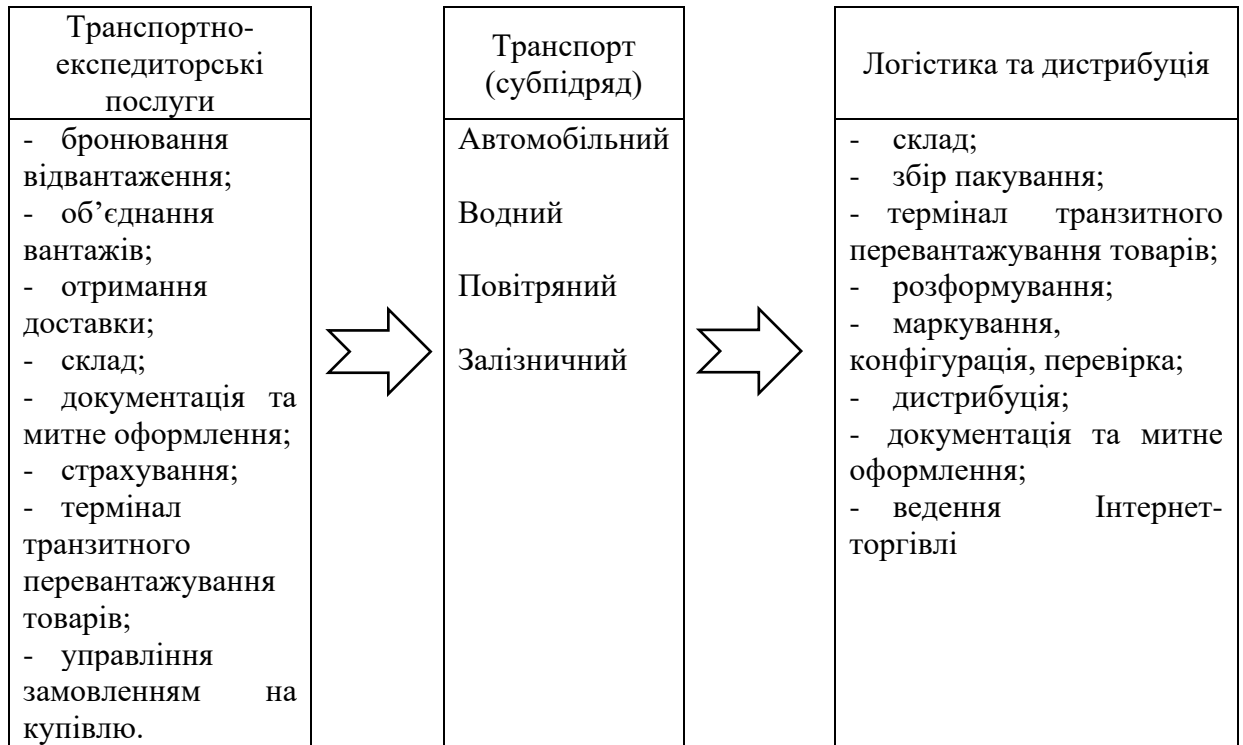 Транспортно-
експедиторські
послуги
- бронювання
відвантаження;
- об’єднання
вантажів;
- отримання
доставки;
- склад;
- документація та
митне оформлення;
- страхування;
- термінал
транзитного
перевантажування
товарів;
- управління
замовленням на
купівлю.
Транспорт
(субпідряд)
Автомобільний
Водний
Повітряний
Залізничний
Логістика та дистрибуція
- склад;
- збір пакування;
- термінал транзитного
перевантажування товарів;
- розформування;
- маркування,
конфігурація, перевірка;
- дистрибуція;
- документація та митне
оформлення;
- ведення Інтернет-
торгівлі